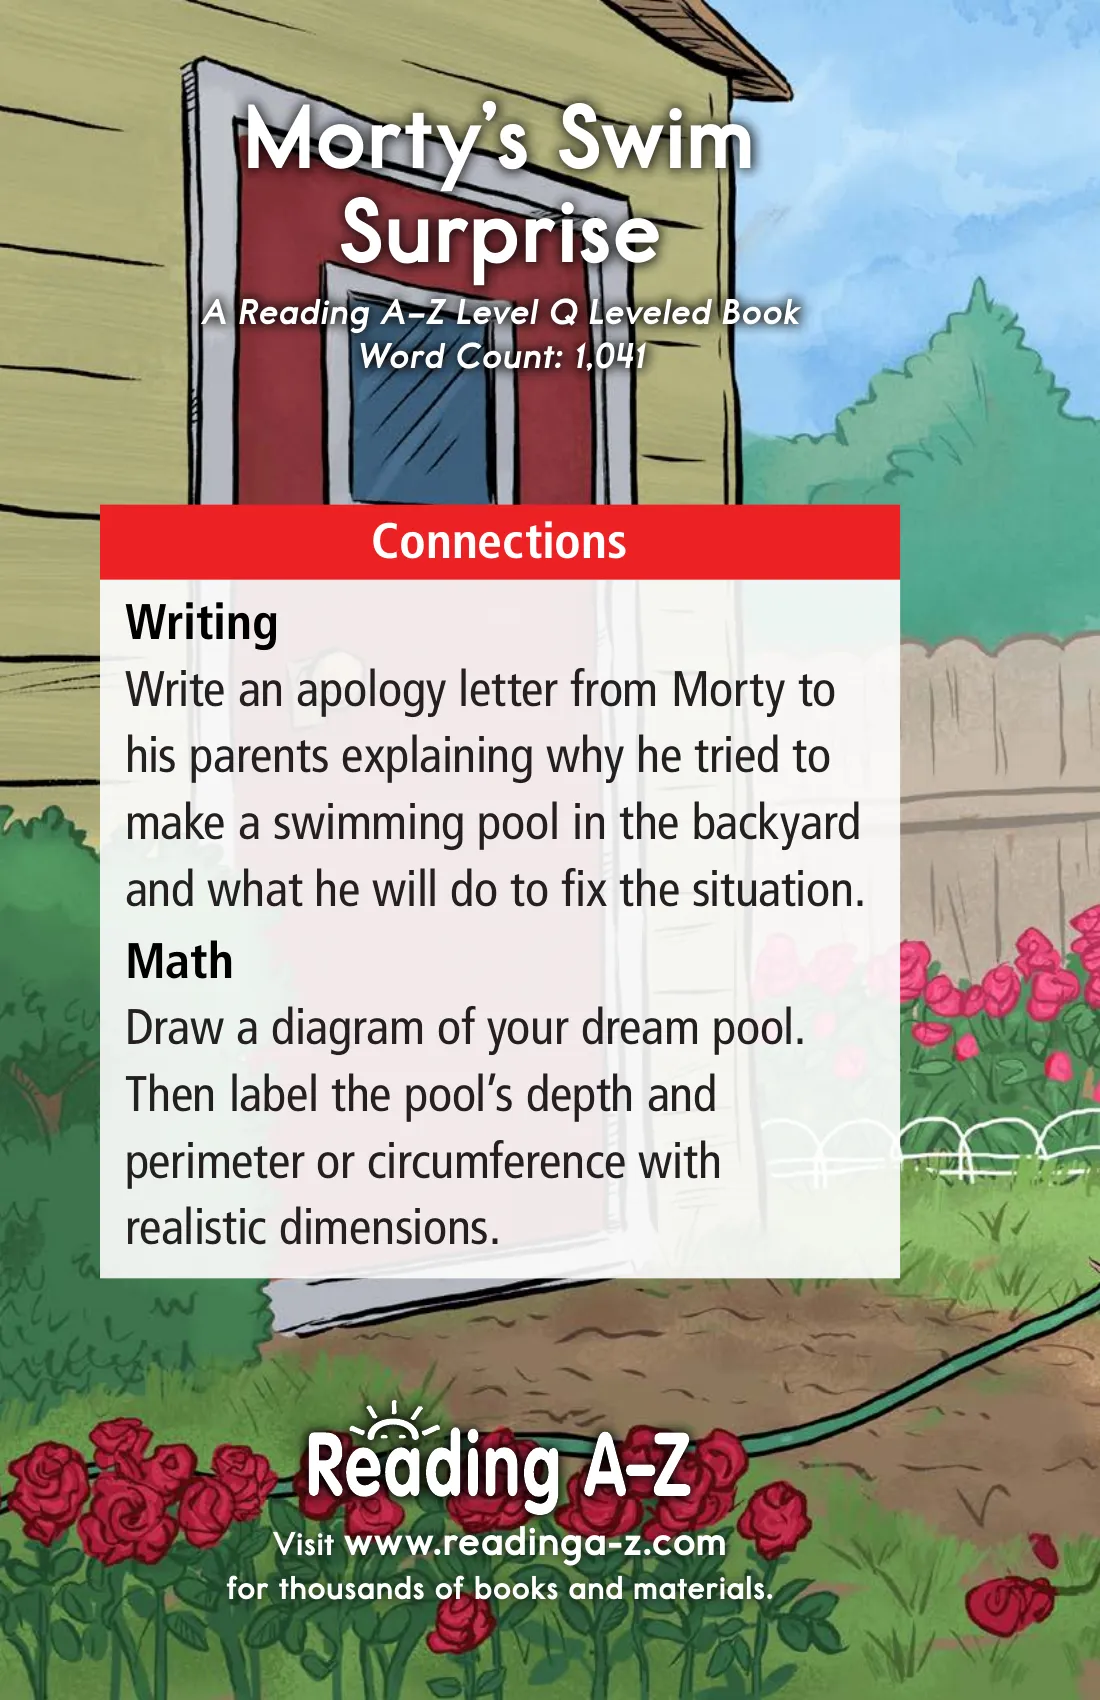 Morty's Swim
Surprise
A Reading A–Z Level Q Leveled Book
Word Count: 1,041
Connections
Writing
Write an apology letter from Morty to
his parents explaining why he tried to
make a swimming pool in the backyard
and what he will do to fix the situation.
Math
Draw a diagram of your dream pool.
Then label the pool's depth and
perimeter or circumference with
realistic dimensions.
Reading A-Z
Visit www.readinga-z.com
for thousands of books and materials.